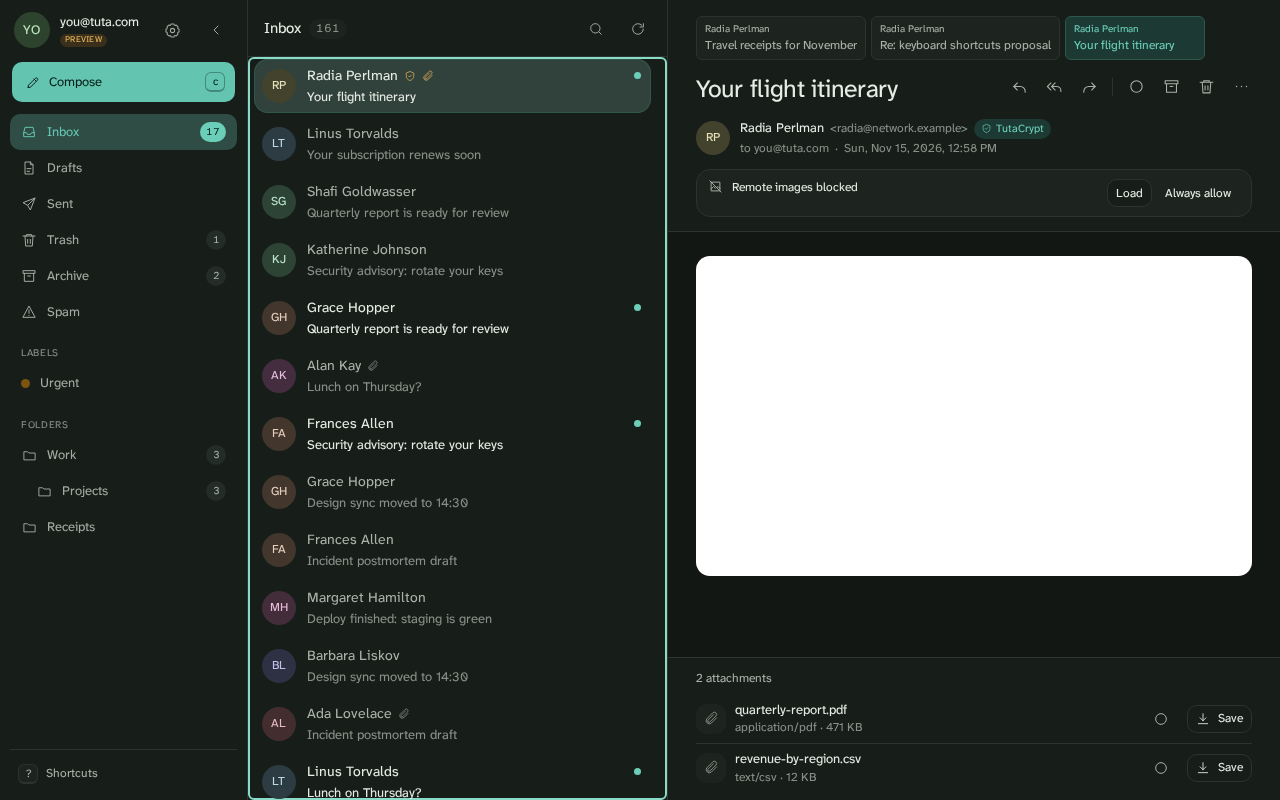 YO
you@tuta.com
PREVIEW
Compose
c
Inbox
17
Drafts
Sent
Trash
1
Archive
2
Spam
LABELS
Urgent
FOLDERS
Work
3
Projects
3
Receipts
?
Shortcuts
Inbox
161
RP
Radia Perlman
Your flight itinerary
LT
Linus Torvalds
Your subscription renews soon
SG
Shafi Goldwasser
Quarterly report is ready for review
KJ
Katherine Johnson
Security advisory: rotate your keys
GH
Grace Hopper
Quarterly report is ready for review
AK
Alan Kay
Lunch on Thursday?
FA
Frances Allen
Security advisory: rotate your keys
GH
Grace Hopper
Design sync moved to 14:30
FA
Frances Allen
Incident postmortem draft
MH
Margaret Hamilton
Deploy finished: staging is green
BL
Barbara Liskov
Design sync moved to 14:30
AL
Ada Lovelace
Incident postmortem draft
LT
Linus Torvalds
Lunch on Thursday?
Radia Perlman
Travel receipts for November
Radia Perlman
Re: keyboard shortcuts proposal
Radia Perlman
Your flight itinerary
Your flight itinerary
RP
Radia Perlman <radia@network.example> TutaCrypt
to you@tuta.com · Sun, Nov 15, 2026, 12:58 PM
Remote images blocked
Load
Always allow
2 attachments
quarterly-report.pdf
application/pdf · 471 KB
Save
revenue-by-region.csv
text/csv · 12 KB
Save